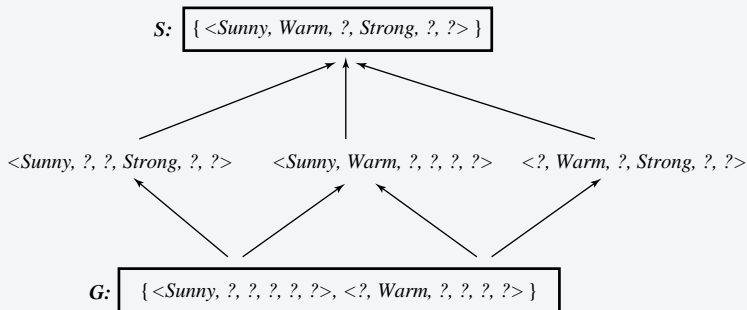 S: { <Sunny, Warm, ?, Strong, ?, ?> }
<Sunny, ?, ?, Strong, ?, ?> <Sunny, Warm, ?, ?, ?, ?> <?, Warm, ?, Strong, ?, ?>
G: { <Sunny, ?, ?, ?, ?, ?>, <?, Warm, ?, ?, ?, ?> }